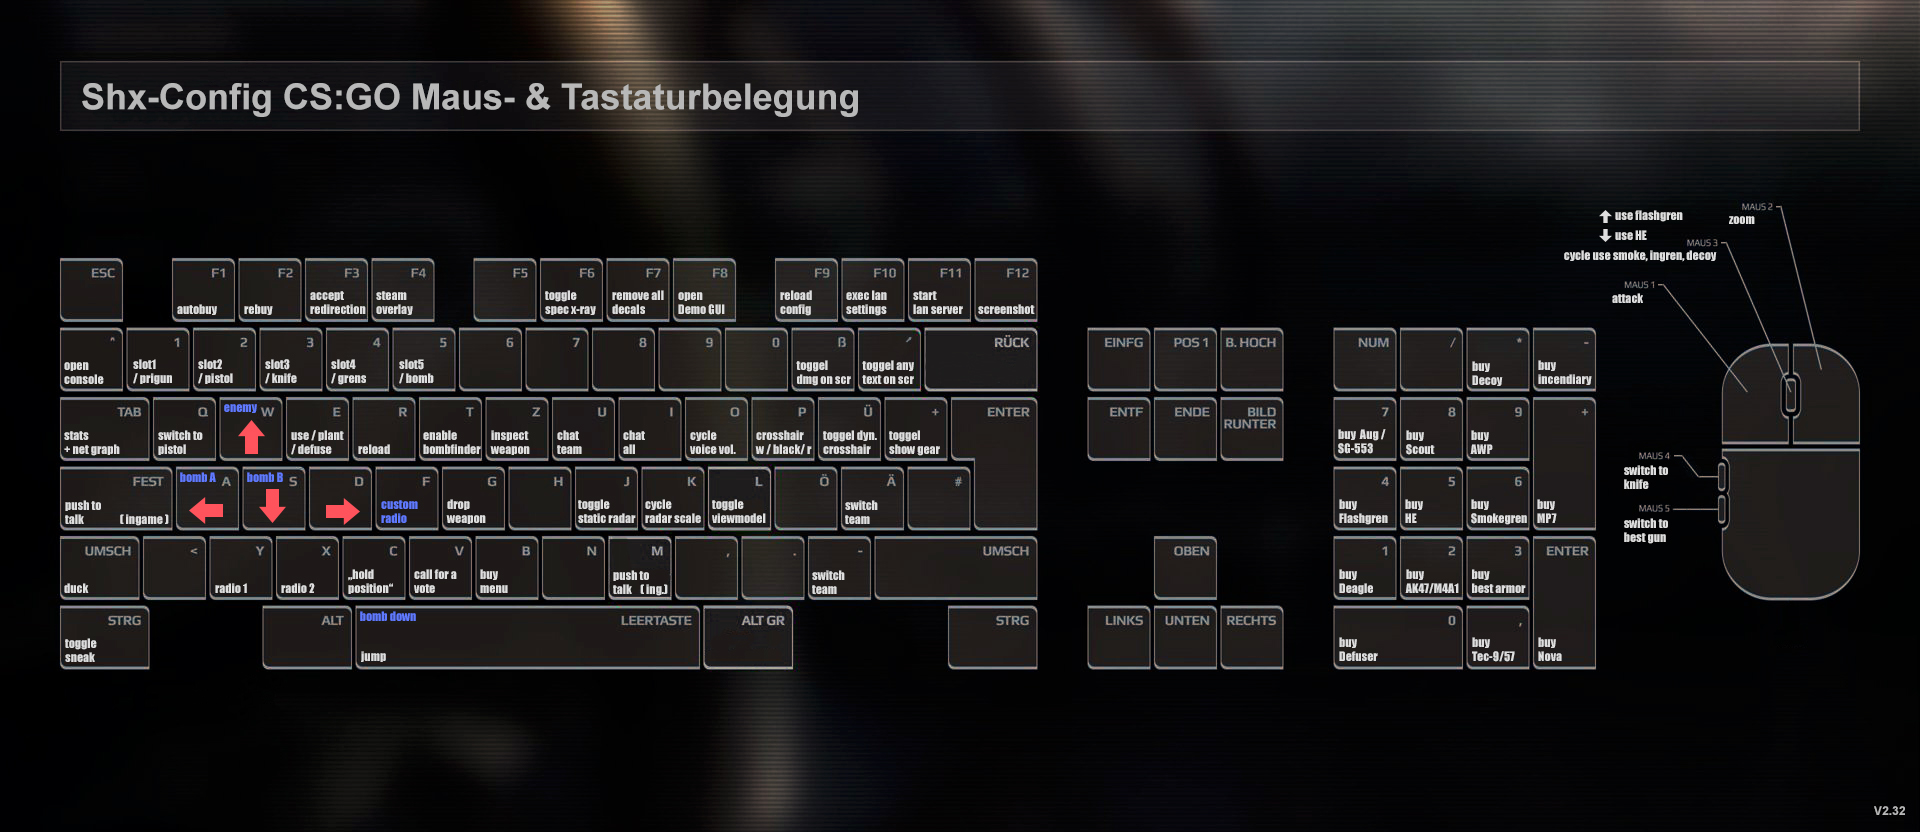 Shx-Config CS:GO Maus- & Tastaturbelegung
MAUS 2
zoom
use flashgren
use HE
MAUS 3
cycle use smoke, ingren, decoy
MAUS 1
attack
ESC
F1
autobuy
F2
rebuy
F3
accept
redirection
F4
steam
overlay
F5
F6
toggle
spec x-ray
F7
remove all
decals
F8
open
Demo GUI
F9
reload
config
F10
exec lan
settings
F11
start
lan server
F12
screenshot
^
open
console
1
slot1
/ prigun
2
slot2
/ pistol
3
slot3
/ knife
4
slot4
/ grens
5
slot5
/ bomb
6
7
8
9
0
ß
toggel
dmg on scr
´
toggel any
text on scr
RÜCK
EINFG
POS 1
B. HOCH
NUM
/
*
buy
Decoy
-
buy
incendiary
TAB
stats
+ net graph
Q
switch to
pistol
enemy W
E
use / plant
/ defuse
R
reload
T
enable
bombfinder
Z
inspect
weapon
U
chat
team
I
chat
all
O
cycle
voice vol.
P
crosshair
w / black/ r
Ü
toggel dyn.
crosshair
+
toggel
show gear
ENTER
ENTF
ENDE
BILD
RUNTER
7
buy Aug /
SG-553
8
buy
Scout
9
buy
AWP
+
buy
MP7
MAUS 4
switch to
knife
FEST
push to
talk ( ingame )
bomb A A
bomb B S
D
F
custom
radio
G
drop
weapon
H
J
toggle
static radar
K
cycle
radar scale
L
toggle
viewmodel
Ö
Ä
switch
team
#
4
buy
Flashgren
5
buy
HE
6
buy
Smokegren
MAUS 5
switch to
best gun
UMSCH
duck
<
Y
radio 1
X
radio 2
C
„hold
position“
V
call for a
vote
B
buy
menu
N
M
push to
talk ( ing.)
,
.
-
switch
team
UMSCH
OBEN
1
buy
Deagle
2
buy
AK47/M4A1
3
buy
best armor
ENTER
buy
Nova
STRG
toggle
sneak
ALT
bomb down
LEERTASTE
jump
ALT GR
STRG
LINKS
UNTEN
RECHTS
0
buy
Defuser
,
buy
Tec-9/57
V2.32